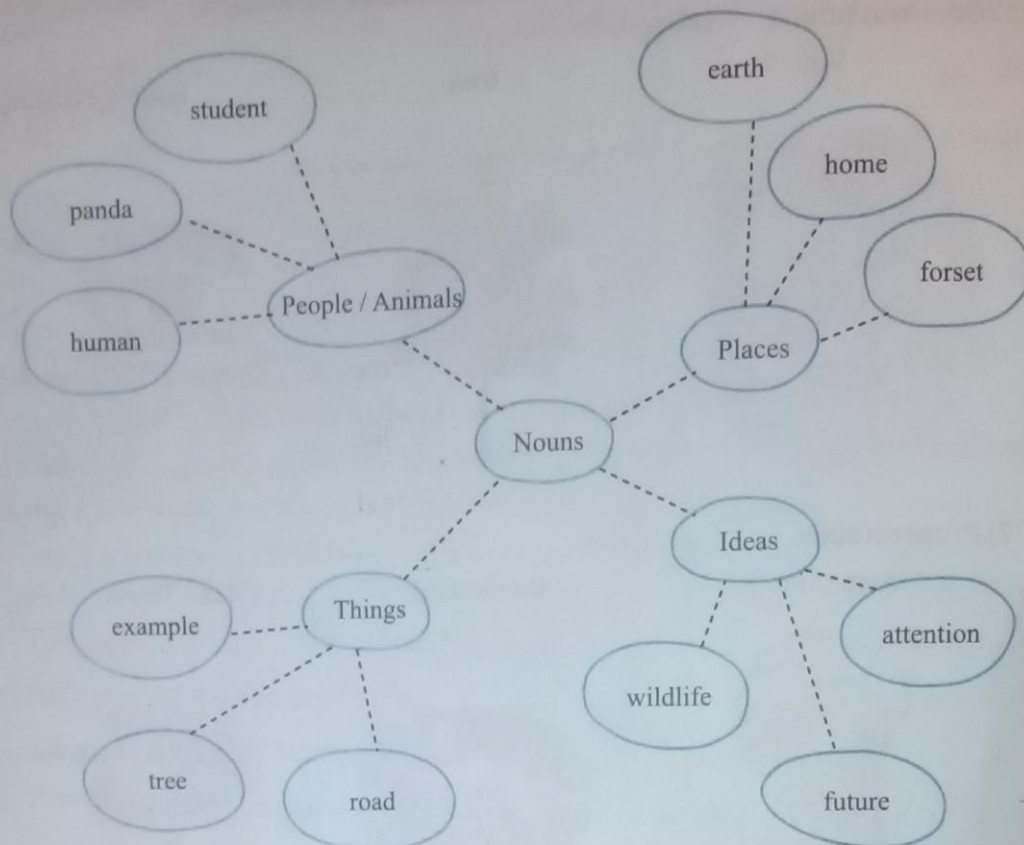 earth
student
home
panda
forset
People / Animals
human
Places
Nouns
Ideas
Things
example
attention
wildlife
tree
road
future